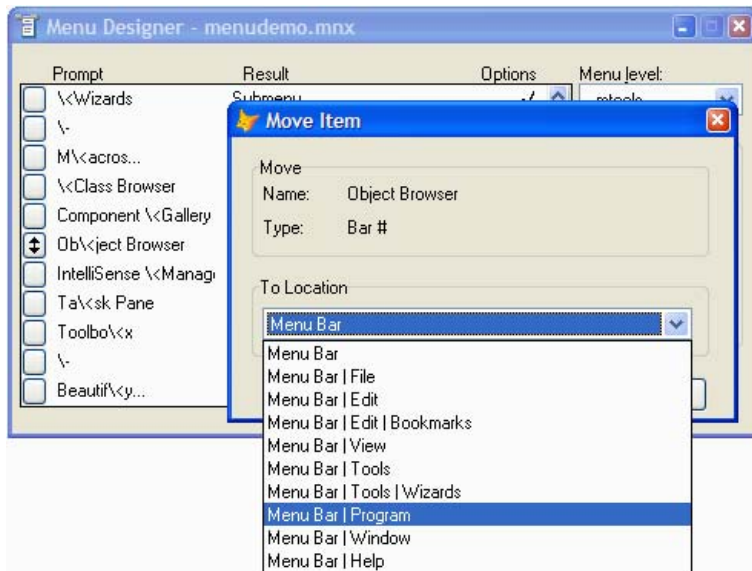 Menu Designer - menudemo.mnx
Prompt Result Options Menu level:
\<Wizards Submenu
\-
M\<acros...
\<Class Browser
Component \<Gallery
Ob\<ject Browser
IntelliSense \<Manag
Ta\<sk Pane
Toolbo\<x
\-
Beautif\<y...
Move Item
Move
Name: Object Browser
Type: Bar #
To Location
Menu Bar
Menu Bar
Menu Bar | File
Menu Bar | Edit
Menu Bar | Edit | Bookmarks
Menu Bar | View
Menu Bar | Tools
Menu Bar | Tools | Wizards
Menu Bar | Program
Menu Bar | Window
Menu Bar | Help